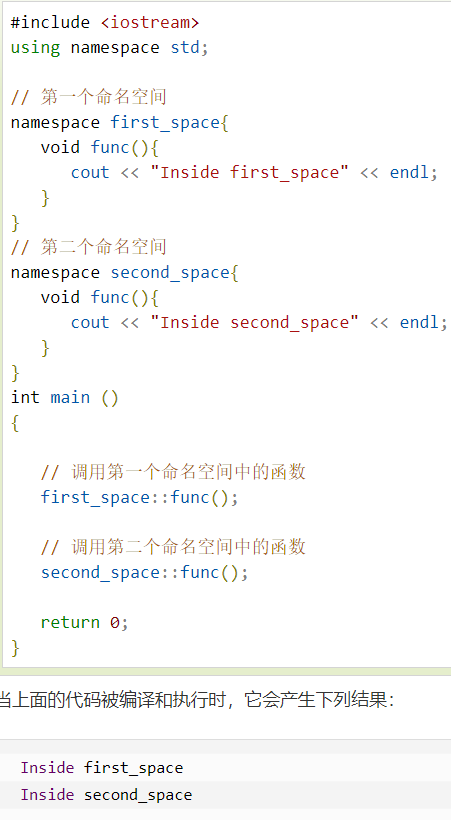 #include <iostream>
using namespace std;
// 第一个命名空间
namespace first_space{
void func(){
cout << "Inside first_space" << endl;
}
}
// 第二个命名空间
namespace second_space{
void func(){
cout << "Inside second_space" << endl;
}
}
int main ()
{
// 调用第一个命名空间中的函数
first_space::func();
// 调用第二个命名空间中的函数
second_space::func();
return 0;
}
当上面的代码被编译和执行时，它会产生下列结果：
Inside first_space
Inside second_space